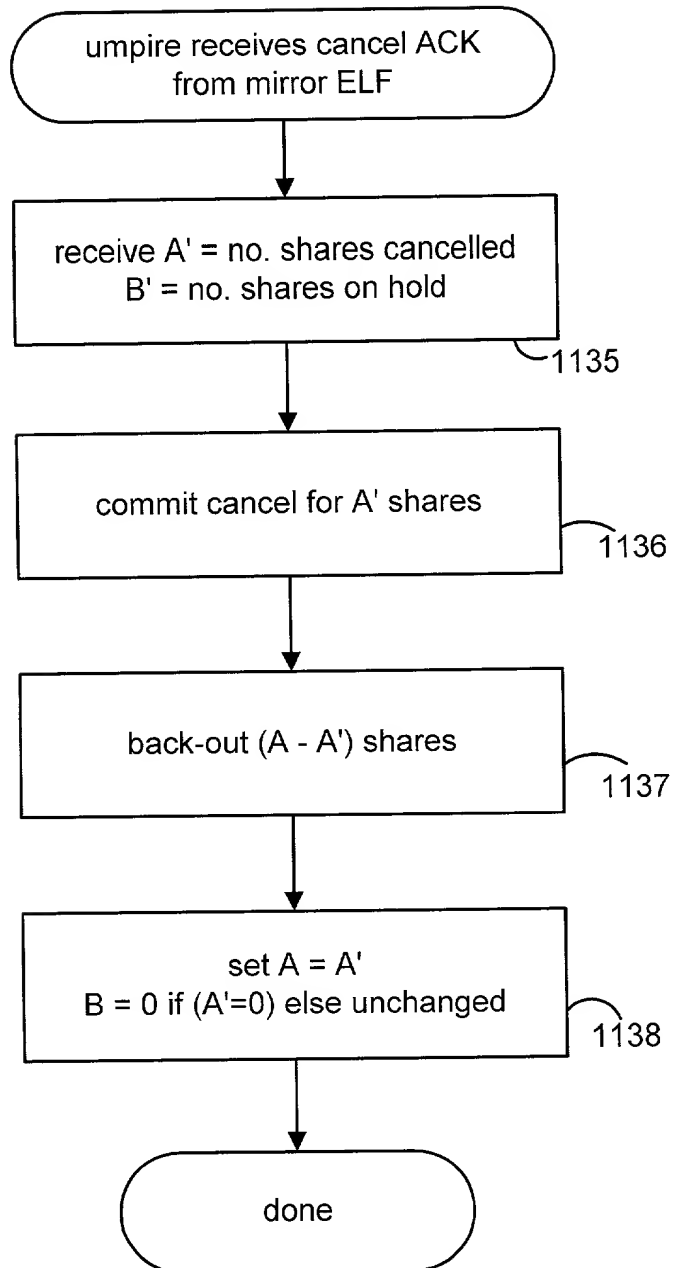 umpire receives cancel ACK
from mirror ELF
receive A' = no. shares cancelled
B' = no. shares on hold
1135
commit cancel for A' shares
1136
back-out (A - A') shares
1137
set A = A'
B = 0 if (A'=0) else unchanged
1138
done